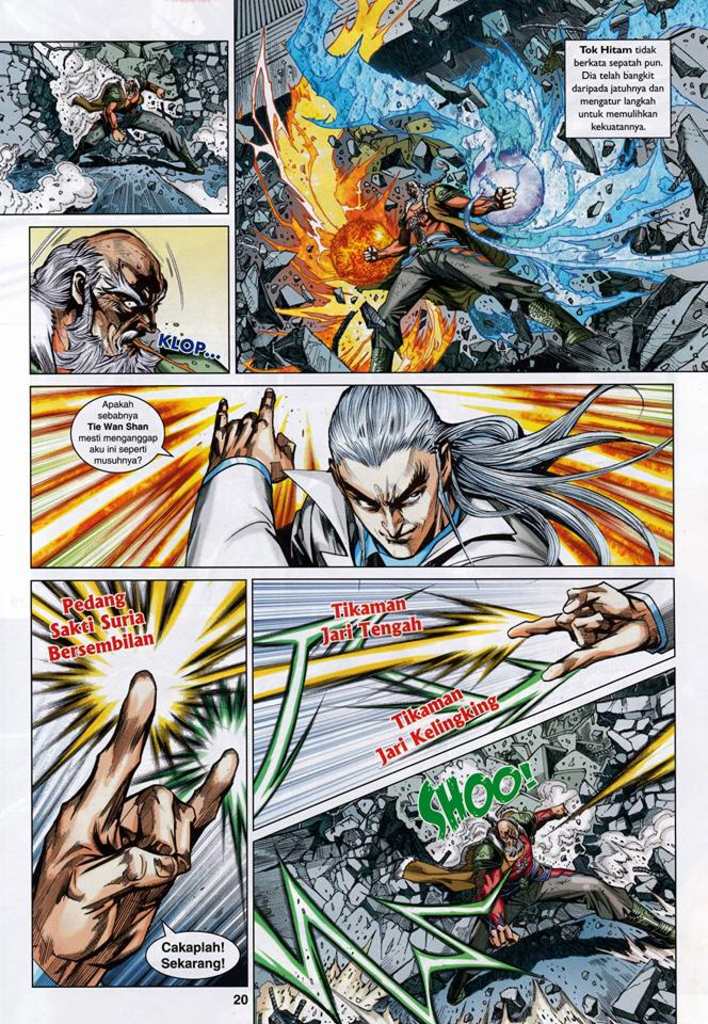 Tok Hitam tidak
berkata sepatah pun.
Dia telah bangkit
daripada jatuhnya dan
mengatur langkah
untuk memulihkan
kekuatannya.
KLOP...
Apakah
sebabnya
Tie Wan Shan
mesti menganggap
aku ini seperti
musuhnya?
Pedang
Sakti Suria
Bersembilan
Cakaplah!
Sekarang!
Tikaman
Jari Tengah
Tikaman
Jari Kelingking
SHOO!
20